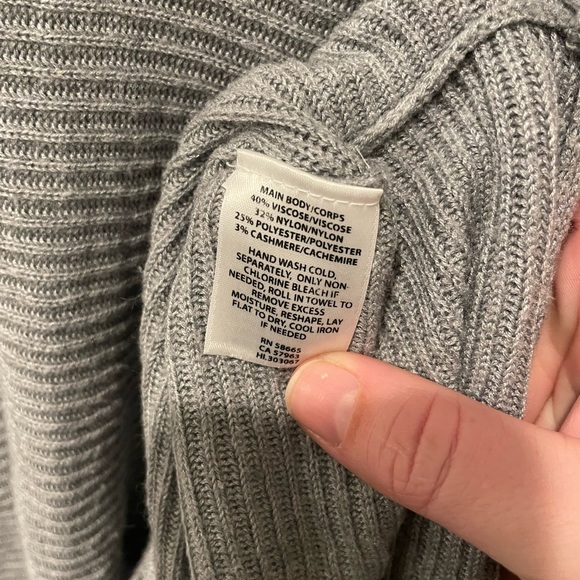 MAIN BODY/CORPS
40% VISCOSE/VISCOSE
32% NYLON/NYLON
25% POLYESTER/POLYESTER
3% CASHMERE/CACHEMIRE
HAND WASH COLD,
SEPARATELY, ONLY NON-
CHLORINE BLEACH IF
NEEDED, ROLL IN TOWEL TO
REMOVE EXCESS
MOISTURE, RESHAPE, LAY
FLAT TO DRY, COOL IRON
IF NEEDED
RN 58665
CA 57963
HL303067